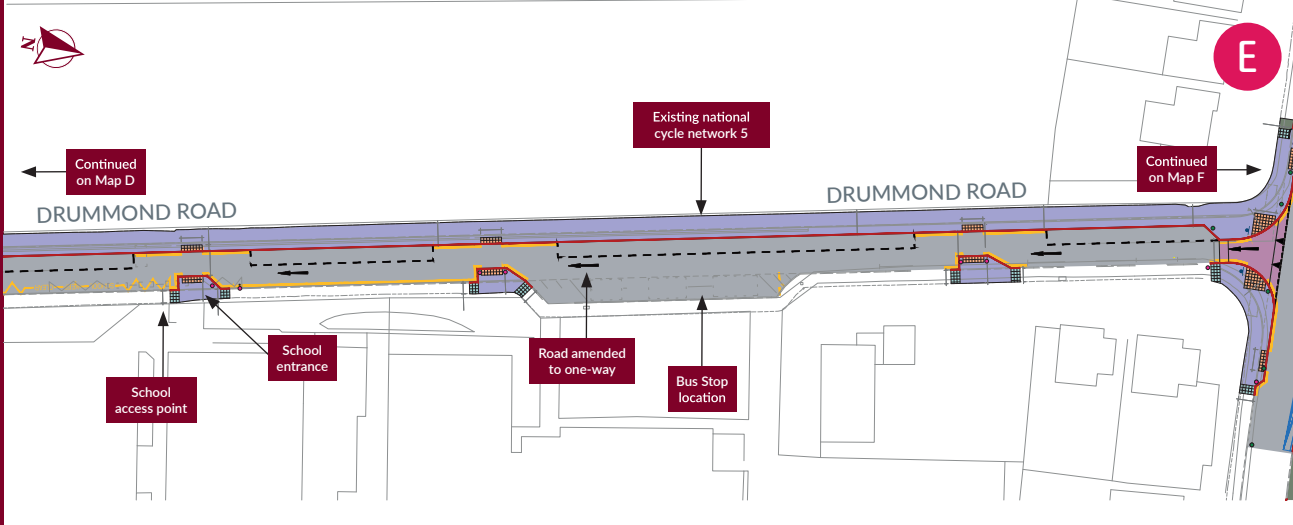 N
E
Existing national
cycle network 5
Continued
on Map D
Continued
on Map F
DRUMMOND ROAD
DRUMMOND ROAD
School
entrance
Road amended
to one-way
Bus Stop
location
School
access point